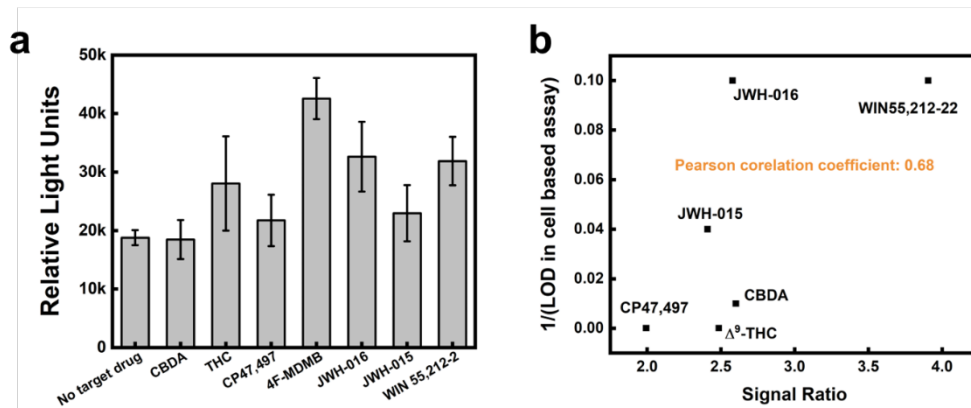 a
50k
40k
30k
20k
10k
0
Relative Light Units
No target drug
CBDA
THC
CP47,497
4F-MDMB
JWH-016
JWH-015
WIN 55,212-2
b
0.10
0.08
0.06
0.04
0.02
0.00
1/(LOD in cell based assay)
JWH-016
WIN55,212-22
Pearson corelation coefficient: 0.68
JWH-015
CBDA
CP47,497
Δ⁹-THC
2.0
2.5
3.0
3.5
4.0
Signal Ratio